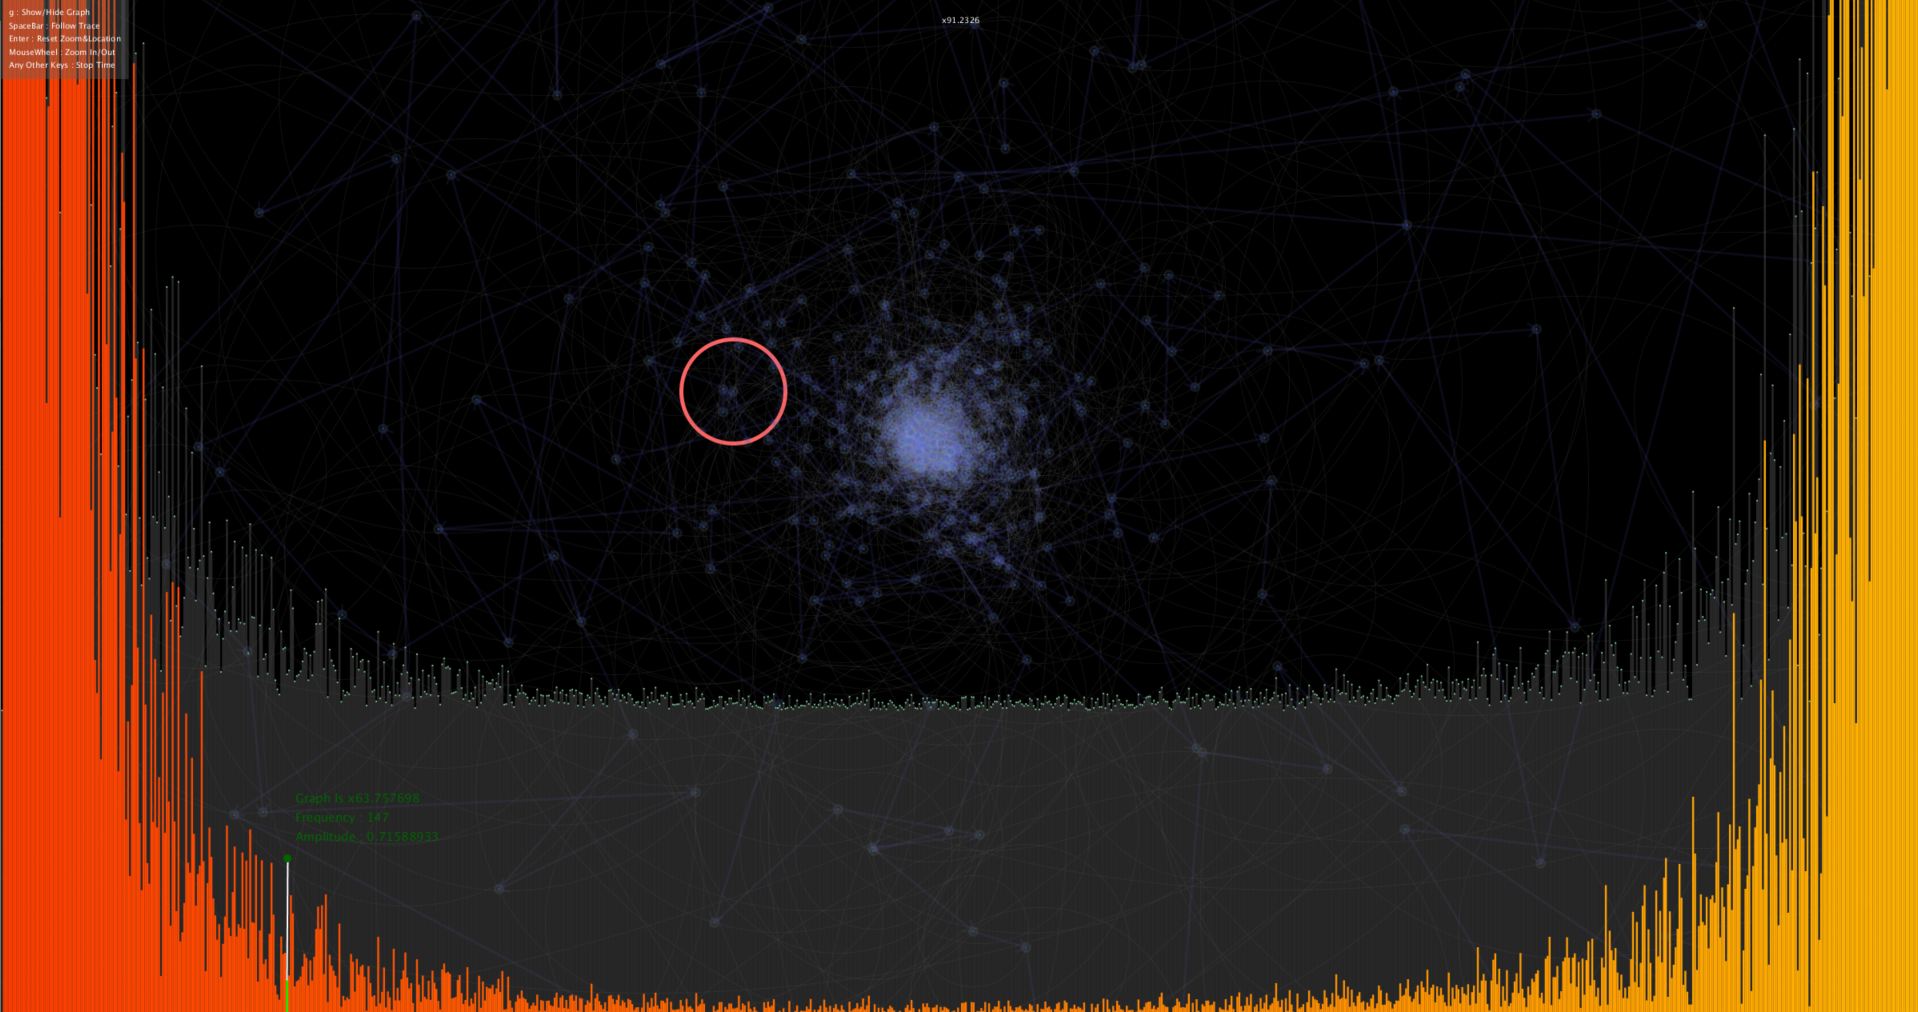 g : Show/Hide Graph
SpaceBar : Follow Trace
Enter : Reset Zoom&Location
MouseWheel : Zoom In/Out
Any Other Keys : Stop Time
x91.2326
Graph Is x63.757698
Frequency : 147
Amplitude : 0.71588933